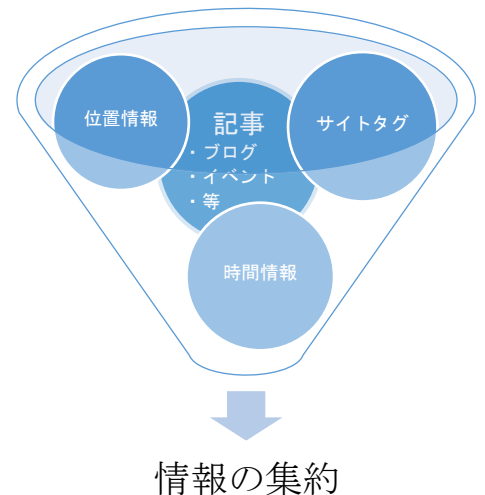 位置情報
記事
・ブログ
・イベント
・等
サイトタグ
時間情報
情報の集約